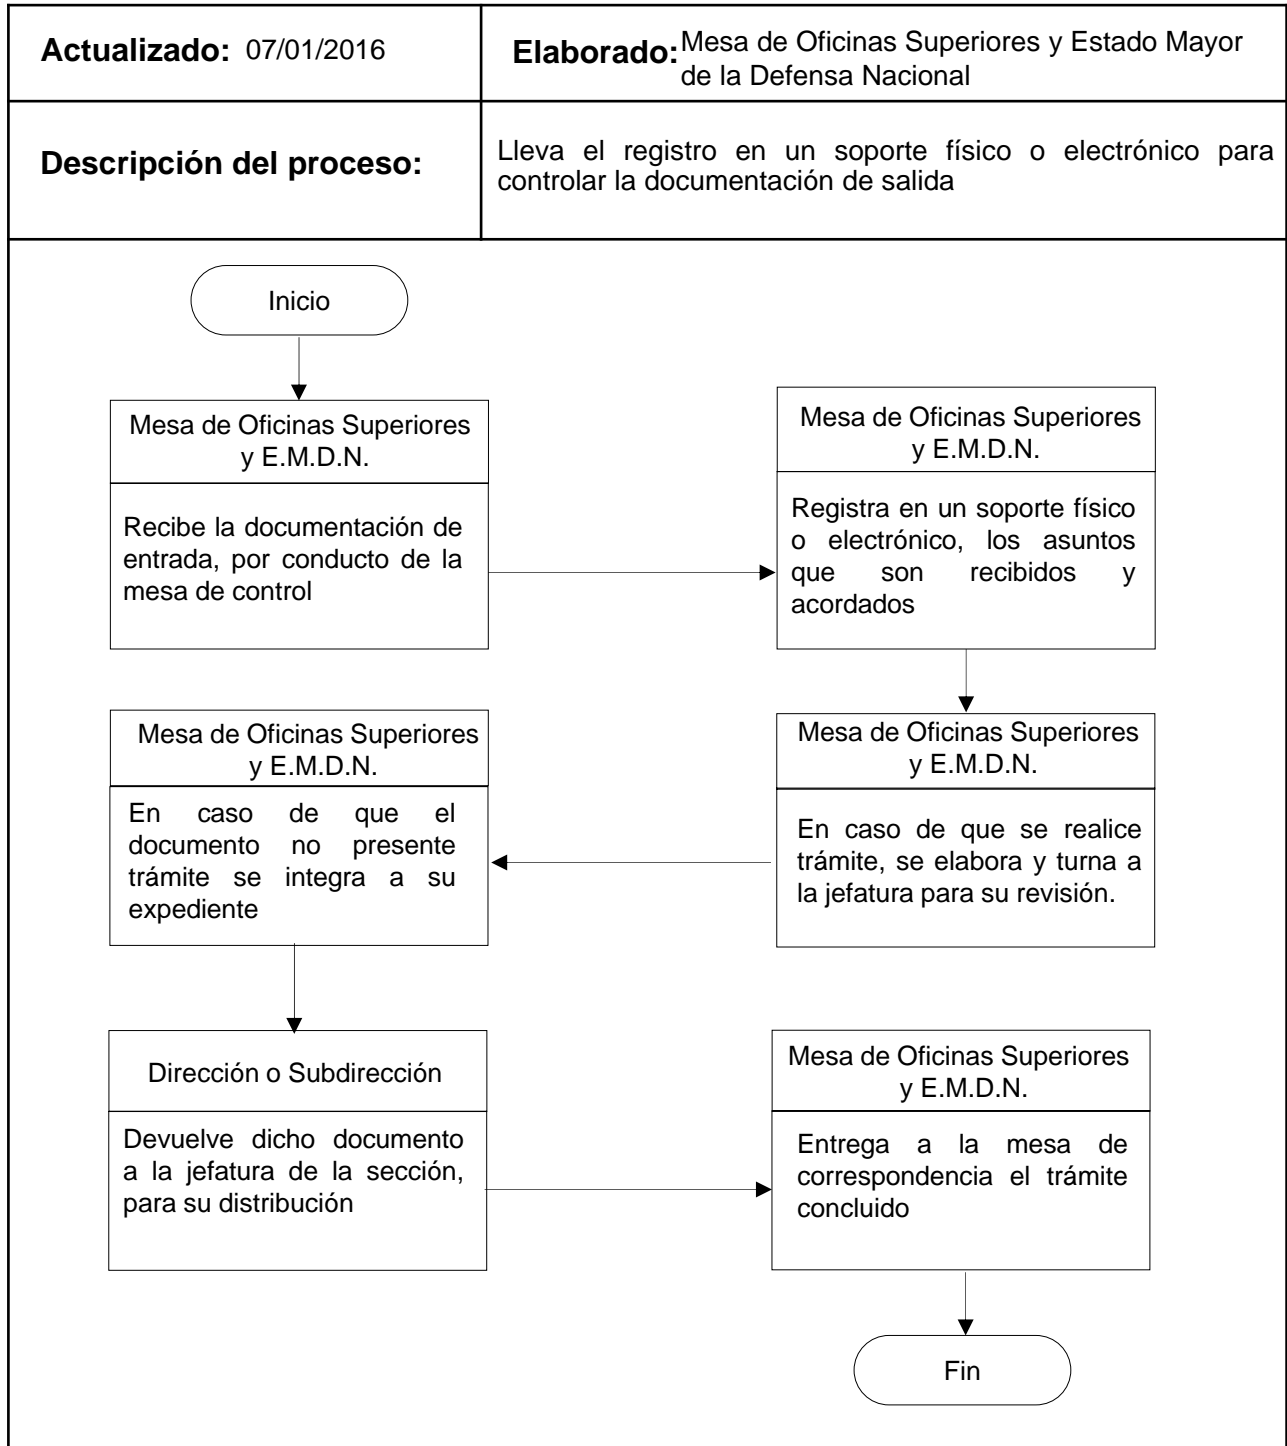 Actualizado: 07/01/2016
Elaborado: Mesa de Oficinas Superiores y Estado Mayor
de la Defensa Nacional
Descripción del proceso:
Lleva el registro en un soporte físico o electrónico para
controlar la documentación de salida
Inicio
Mesa de Oficinas Superiores
y E.M.D.N.
Recibe la documentación de
entrada, por conducto de la
mesa de control
Mesa de Oficinas Superiores
y E.M.D.N.
Registra en un soporte físico
o electrónico, los asuntos
que son recibidos y
acordados
Mesa de Oficinas Superiores
y E.M.D.N.
En caso de que se realice
trámite, se elabora y turna a
la jefatura para su revisión.
Mesa de Oficinas Superiores
y E.M.D.N.
En caso de que el
documento no presente
trámite se integra a su
expediente
Dirección o Subdirección
Devuelve dicho documento
a la jefatura de la sección,
para su distribución
Mesa de Oficinas Superiores
y E.M.D.N.
Entrega a la mesa de
correspondencia el trámite
concluido
Fin